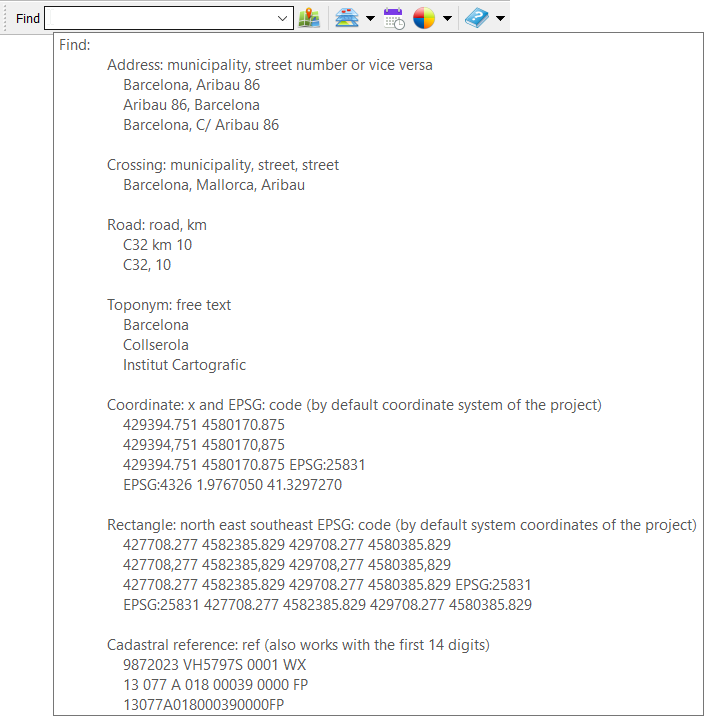 Find
Find:
Address: municipality, street number or vice versa
Barcelona, Aribau 86
Aribau 86, Barcelona
Barcelona, C/ Aribau 86
Crossing: municipality, street, street
Barcelona, Mallorca, Aribau
Road: road, km
C32 km 10
C32, 10
Toponym: free text
Barcelona
Collserola
Institut Cartografic
Coordinate: x and EPSG: code (by default coordinate system of the project)
429394.751 4580170.875
429394,751 4580170,875
429394.751 4580170.875 EPSG:25831
EPSG:4326 1.9767050 41.3297270
Rectangle: north east southeast EPSG: code (by default system coordinates of the project)
427708.277 4582385.829 429708.277 4580385.829
427708,277 4582385,829 429708,277 4580385,829
427708.277 4582385.829 429708.277 4580385.829 EPSG:25831
EPSG:25831 427708.277 4582385.829 429708.277 4580385.829
Cadastral reference: ref (also works with the first 14 digits)
9872023 VH5797S 0001 WX
13 077 A 018 00039 0000 FP
13077A018000390000FP